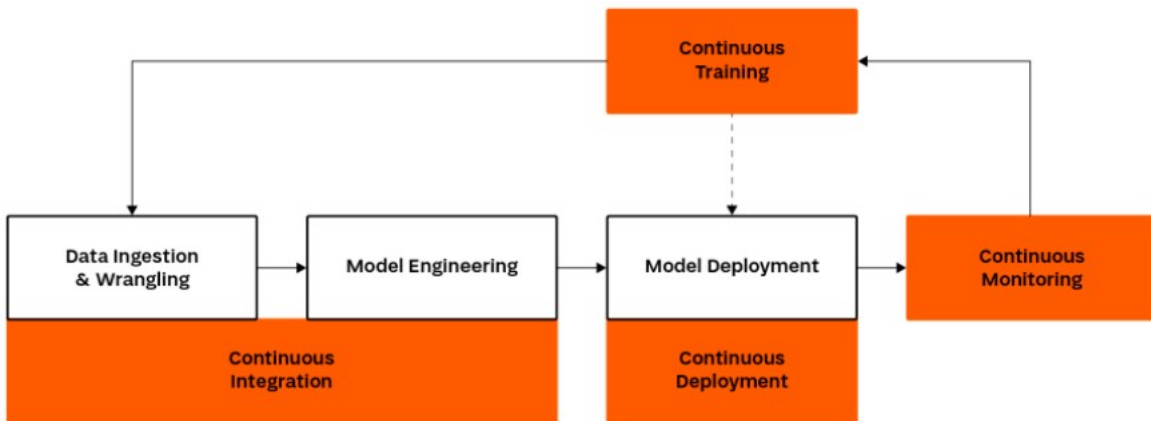 Continuous
Training
Data Ingestion
& Wrangling
Model Engineering
Model Deployment
Continuous
Monitoring
Continuous
Integration
Continuous
Deployment